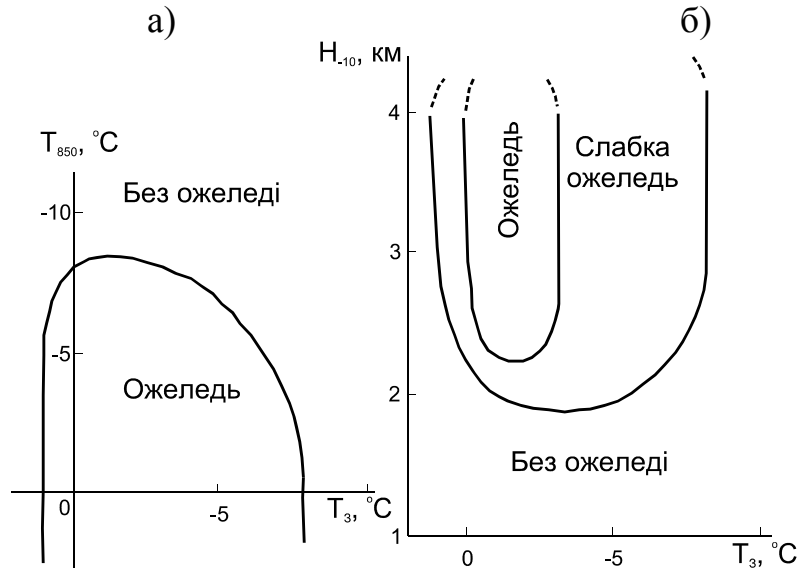 а)
T₈₅₀, °C
Без ожеледі
-10
-5
Ожеледь
0
-5
T₃, °C
б)
H₋₁₀, км
4
Ожеледь
Слабка
ожеледь
3
2
Без ожеледі
1
0
-5
T₃, °C